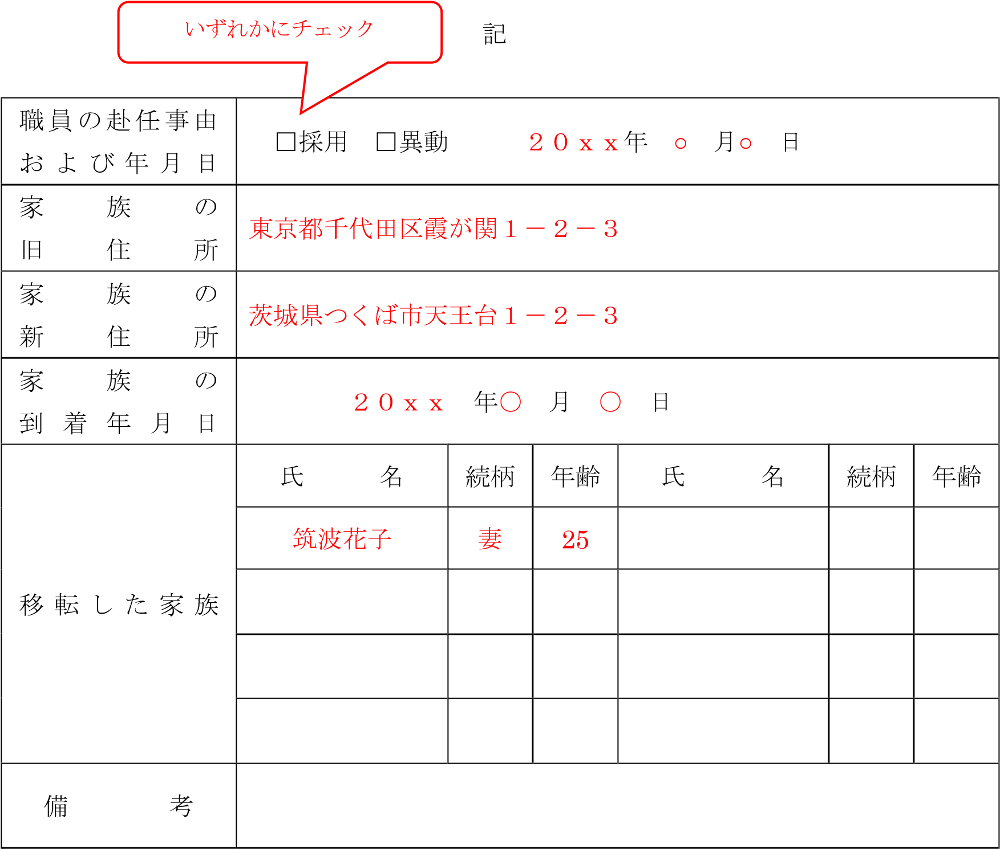 いずれかにチェック
記
職員の赴任事由
および年月日
□採用　□異動　　　２０ｘｘ年　○　月○　日
家族の
旧住所
東京都千代田区霞が関１－２－３
家族の
新住所
茨城県つくば市天王台１－２－３
家族の
到着年月日
２０ｘｘ　年〇　月　〇　日
移転した家族
氏　名　続柄　年齢　氏　名　続柄　年齢
筑波花子　妻　25
備　考